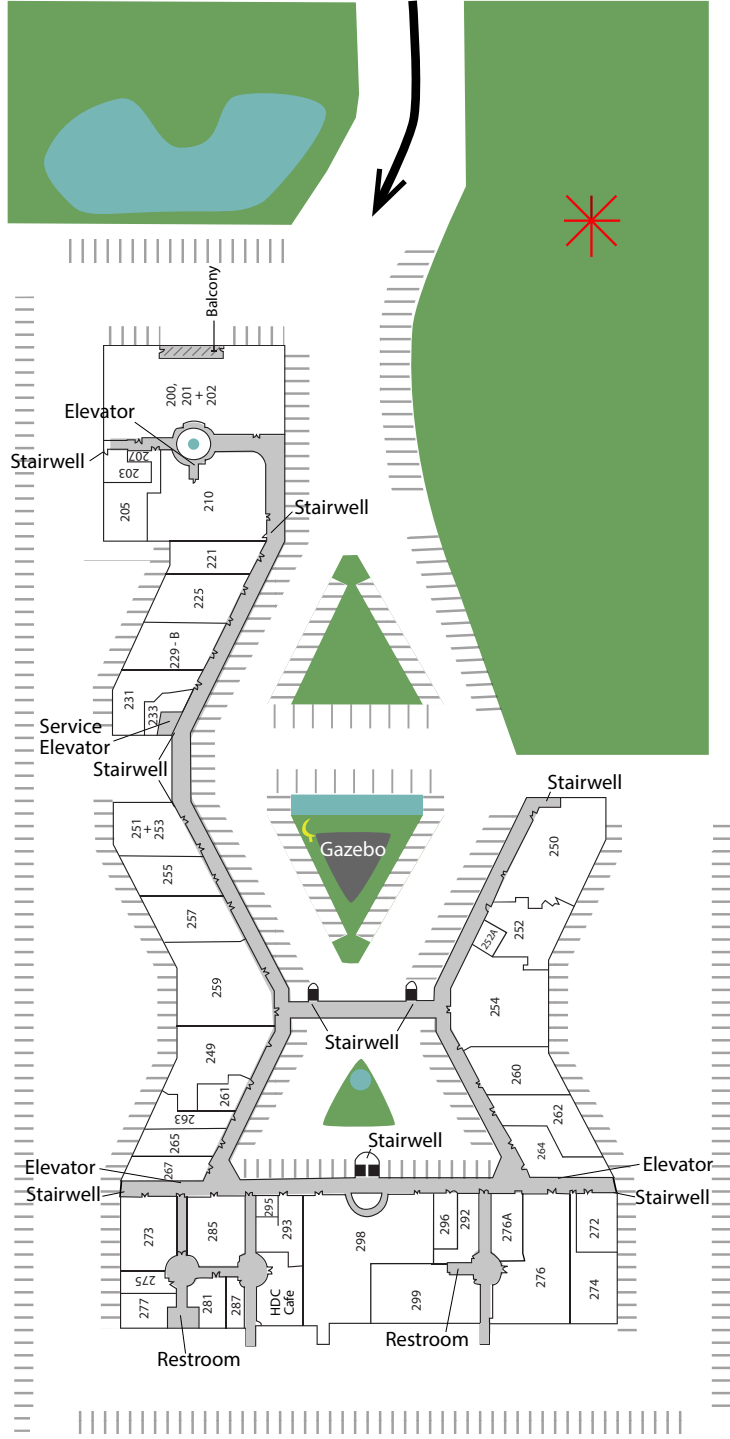 Balcony
200,
201
+
202
Elevator
Stairwell
207
203
205
210
Stairwell
221
225
229 - B
231
233
Service
Elevator
Stairwell
Stairwell
251
+
253
250
Gazebo
255
252
252A
257
259
254
Stairwell
249
261
260
263
262
265
264
267
Stairwell
Elevator
Elevator
Stairwell
Stairwell
273
285
295
293
298
296
292
276A
272
275
276
274
277
281
287
HDC
Cafe
299
Restroom
Restroom